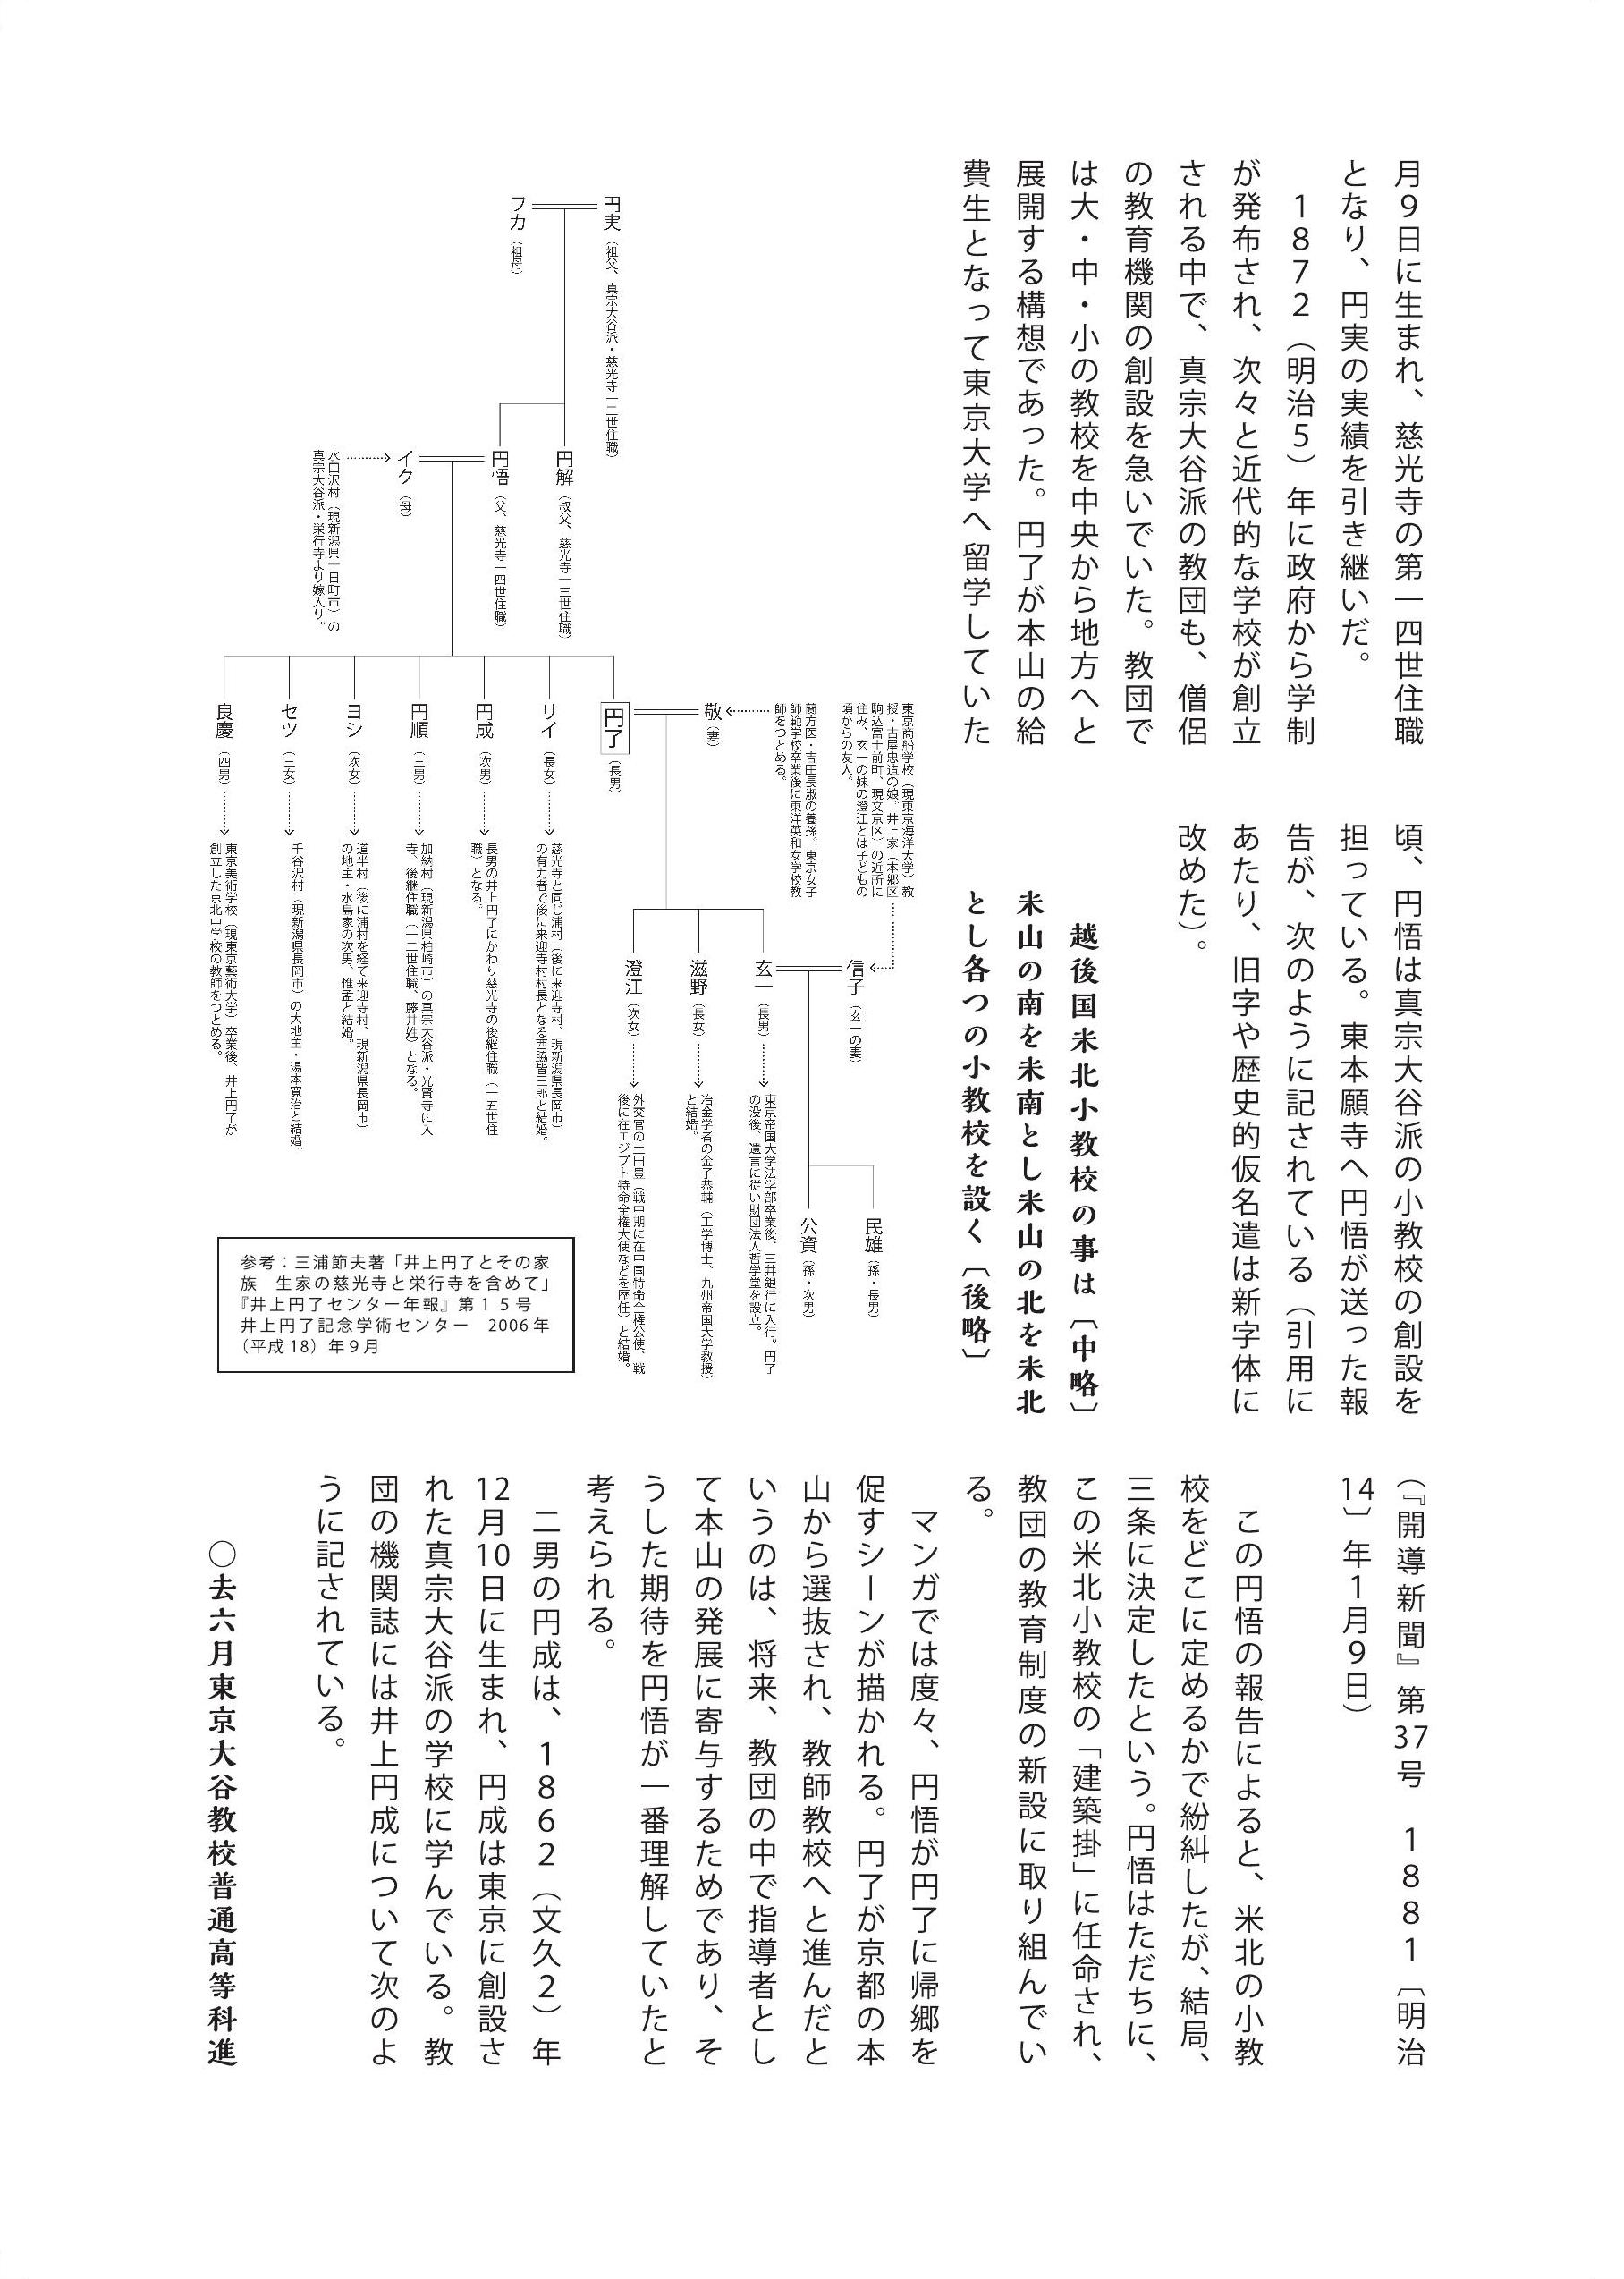 月９日に生まれ、慈光寺の第一四世住職
となり、円実の実績を引き継いだ。
１８７２（明治５）年に政府から学制
が発布され、次々と近代的な学校が創立
される中で、真宗大谷派の教団も、僧侶
の教育機関の創設を急いでいた。教団で
は大・中・小の教校を中央から地方へと
展開する構想であった。円了が本山の給
費生となって東京大学へ留学していた
頃、円悟は真宗大谷派の小教校の創設を
担っている。東本願寺へ円悟が送った報
告が、次のように記されている（引用に
あたり、旧字や歴史的仮名遣は新字体に
改めた）。
越後国米北小教校の事は〔中略〕
米山の南を米南とし米山の北を米北
とし各つの小教校を設く〔後略〕
円実（祖父、真宗大谷派・慈光寺一二世住職）
ワカ（祖母）
円解（叔父、慈光寺一三世住職）
円悟（父、慈光寺一四世住職）
イク（母）
水口沢村（現新潟県十日町市）の
真宗大谷派・栄行寺より嫁入り。
東京商船学校（現東京海洋大学）教
授・古屋忠造の娘。井上家（本郷区
駒込富士前町、現文京区）の近所に
住み、玄一の妹の澄江とは子どもの
頃からの友人。
蘭方医・吉田長淑の養孫。東京女子
師範学校卒業後に東洋英和女学校教
師をつとめる。
敬（妻）
円了（長男）
リイ（長女）
慈光寺と同じ浦村（後に来迎寺村、現新潟県長岡市）
の有力者で後に来迎寺村村長となる西脇皆三郎と結婚。
円成（次男）
長男の井上円了にかわり慈光寺の後継住職（一五世住
職）となる。
円順（三男）
加納村（現新潟県柏崎市）の真宗大谷派・光賢寺に入
寺、後継住職（一二世住職、藤井姓）となる。
ヨシ（次女）
道半村（後に浦村を経て来迎寺村、現新潟県長岡市）
の地主・水島家の次男、惟孟と結婚。
セツ（三女）
千谷沢村（現新潟県長岡市）の大地主・湯本寛治と結婚。
良慶（四男）
東京美術学校（現東京藝術大学）卒業後、井上円了が
創立した京北中学校の教師をつとめる。
信子（玄一の妻）
玄一（長男）
東京帝国大学法学部卒業後、三井銀行に入行。円了
の没後、遺言に従い財団法人哲学堂を設立。
滋野（長女）
冶金学者の金子恭輔（工学博士、九州帝国大学教授）
と結婚。
澄江（次女）
外交官の土田豊（戦中期に在中国特命全権公使、戦
後に在エジプト特命全権大使などを歴任）と結婚。
民雄（孫・長男）
公資（孫・次男）
参考：三浦節夫著「井上円了とその家
族　生家の慈光寺と栄行寺を含めて」
『井上円了センター年報』第１５号
井上円了記念学術センター　2006年
（平成18）年９月
（『開導新聞』第37号　１８８１〔明治
14〕年１月９日）
この円悟の報告によると、米北の小教
校をどこに定めるかで紛糾したが、結局、
三条に決定したという。円悟はただちに、
この米北小教校の「建築掛」に任命され、
教団の教育制度の新設に取り組んでい
る。
マンガでは度々、円悟が円了に帰郷を
促すシーンが描かれる。円了が京都の本
山から選抜され、教師教校へと進んだと
いうのは、将来、教団の中で指導者とし
て本山の発展に寄与するためであり、そ
うした期待を円悟が一番理解していたと
考えられる。
二男の円成は、１８６２（文久２）年
12月10日に生まれ、円成は東京に創設さ
れた真宗大谷派の学校に学んでいる。教
団の機関誌には井上円成について次のよ
うに記されている。
〇去六月東京大谷教校普通高等科進